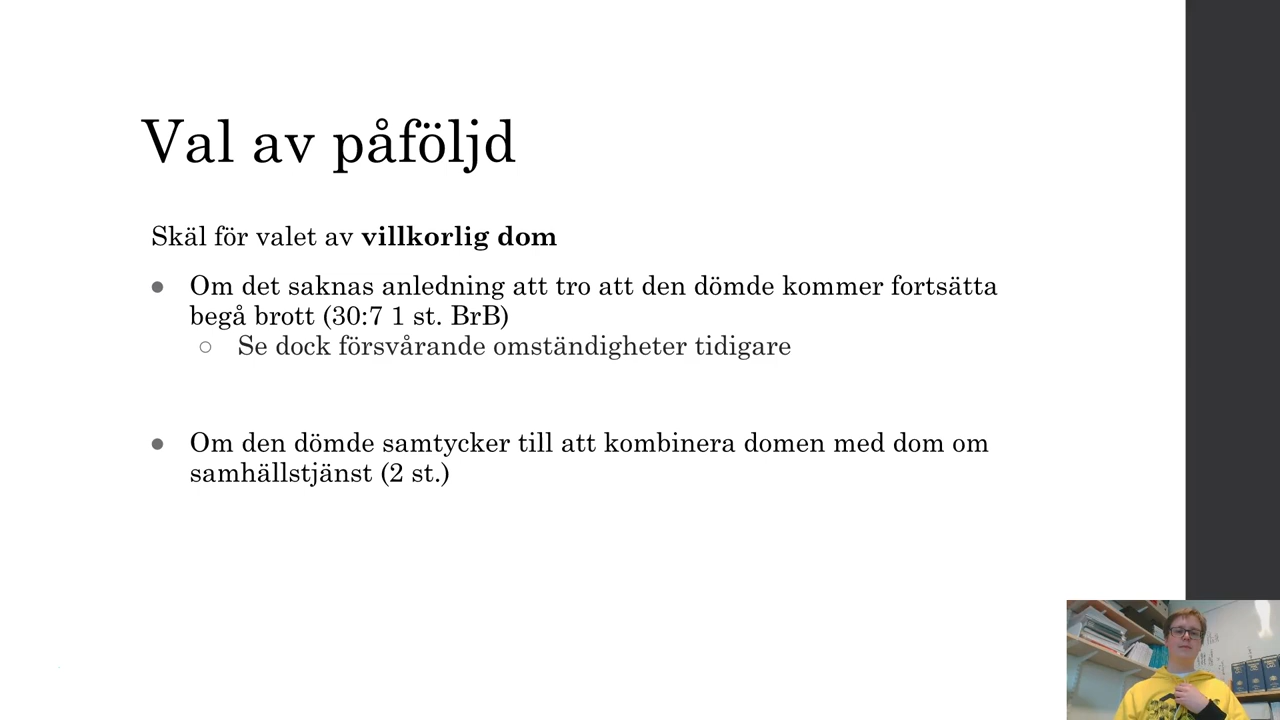 Val av påföljd
Skäl för valet av villkorlig dom
● Om det saknas anledning att tro att den dömde kommer fortsätta
begå brott (30:7 1 st. BrB)
○ Se dock försvårande omständigheter tidigare
● Om den dömde samtycker till att kombinera domen med dom om
samhällstjänst (2 st.)